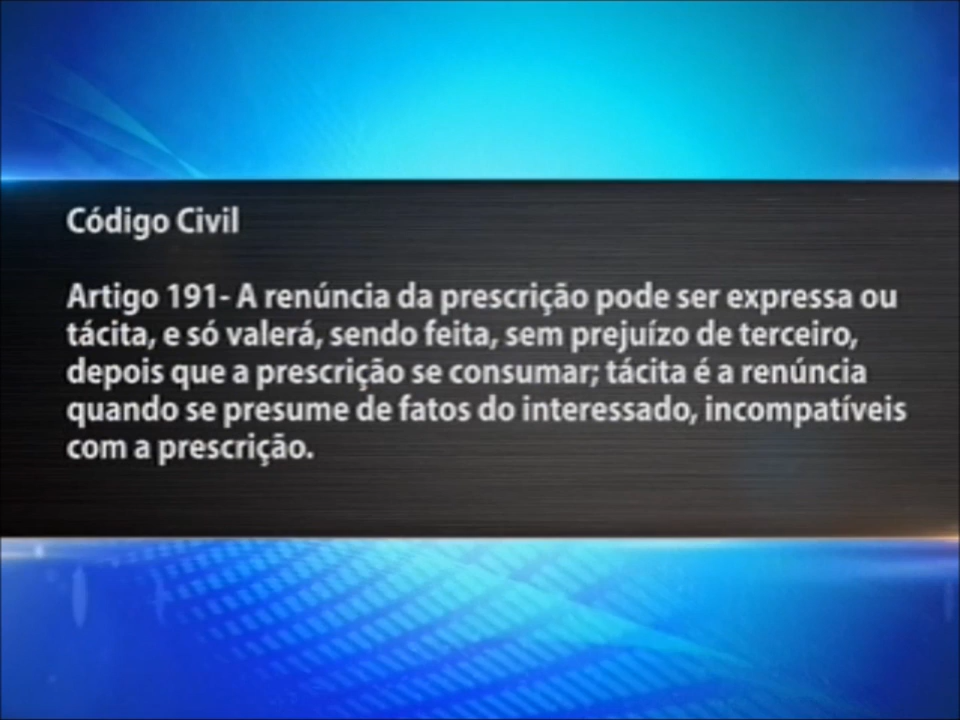 Código Civil
Artigo 191- A renúncia da prescrição pode ser expressa ou
tácita, e só valerá, sendo feita, sem prejuízo de terceiro,
depois que a prescrição se consumar; tácita é a renúncia
quando se presume de fatos do interessado, incompatíveis
com a prescrição.